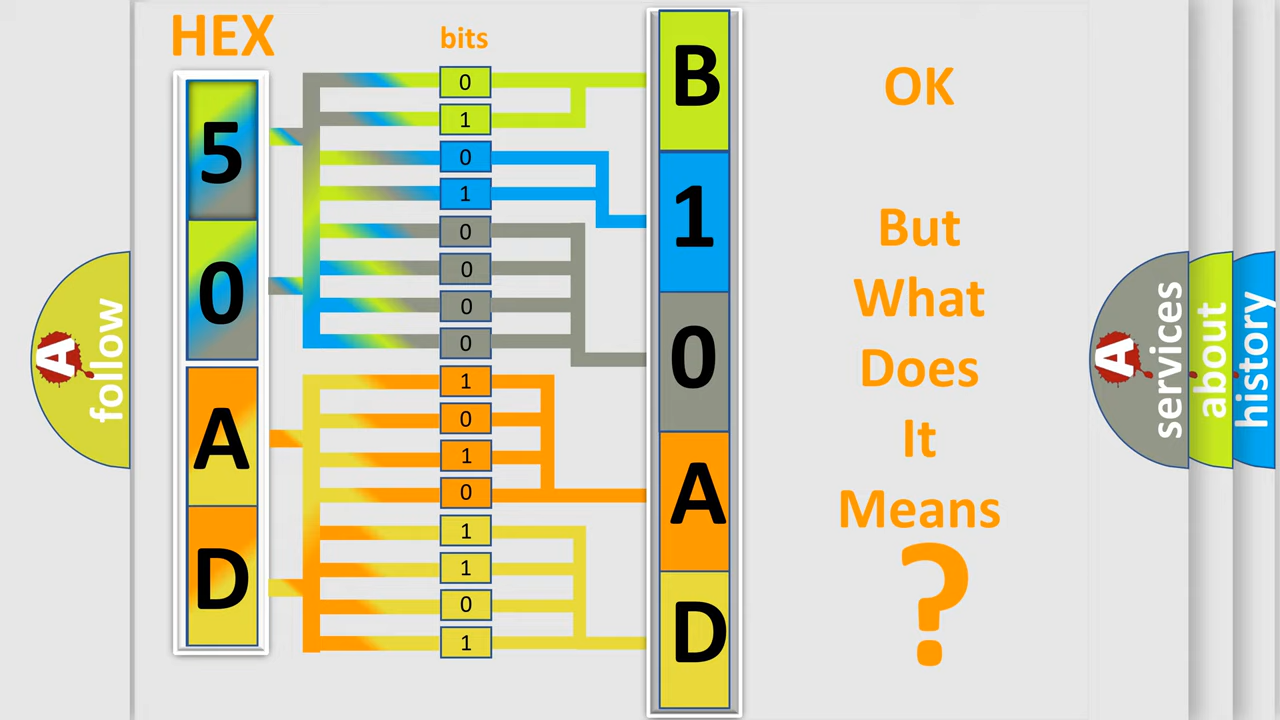 HEX
bits
5
0
A
D
0
1
0
1
0
0
0
0
1
0
1
0
1
1
0
1
B
1
0
A
D
OK
But
What
Does
It
Means
?
A
follow
A
services
about
history